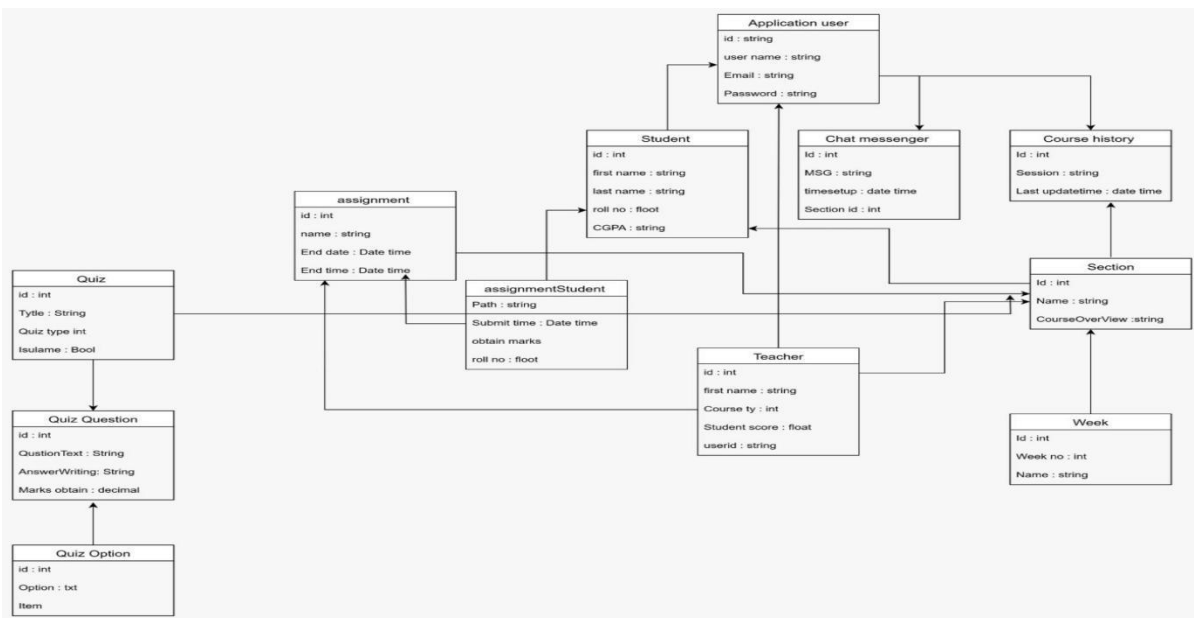 Application user
id : string
user name : string
Email : string
Password : string
Student
id : int
first name : string
last name : string
roll no : floot
CGPA : string
Chat messenger
Id : int
MSG : string
timesetup : date time
Section id : int
Course history
Id : int
Session : string
Last updatetime : date time
assignment
id : int
name : string
End date : Date time
End time : Date time
Section
Id : int
Name : string
CourseOverView :string
Quiz
id : int
Tytle : String
Quiz type int
Isulame : Bool
assignmentStudent
Path : string
Submit time : Date time
obtain marks
roll no : floot
Teacher
id : int
first name : string
Course ty : int
Student score : float
userid : string
Quiz Question
id : int
QustionText : String
AnswerWriting: String
Marks obtain : decimal
Week
Id : int
Week no : int
Name : string
Quiz Option
id : int
Option : txt
Item